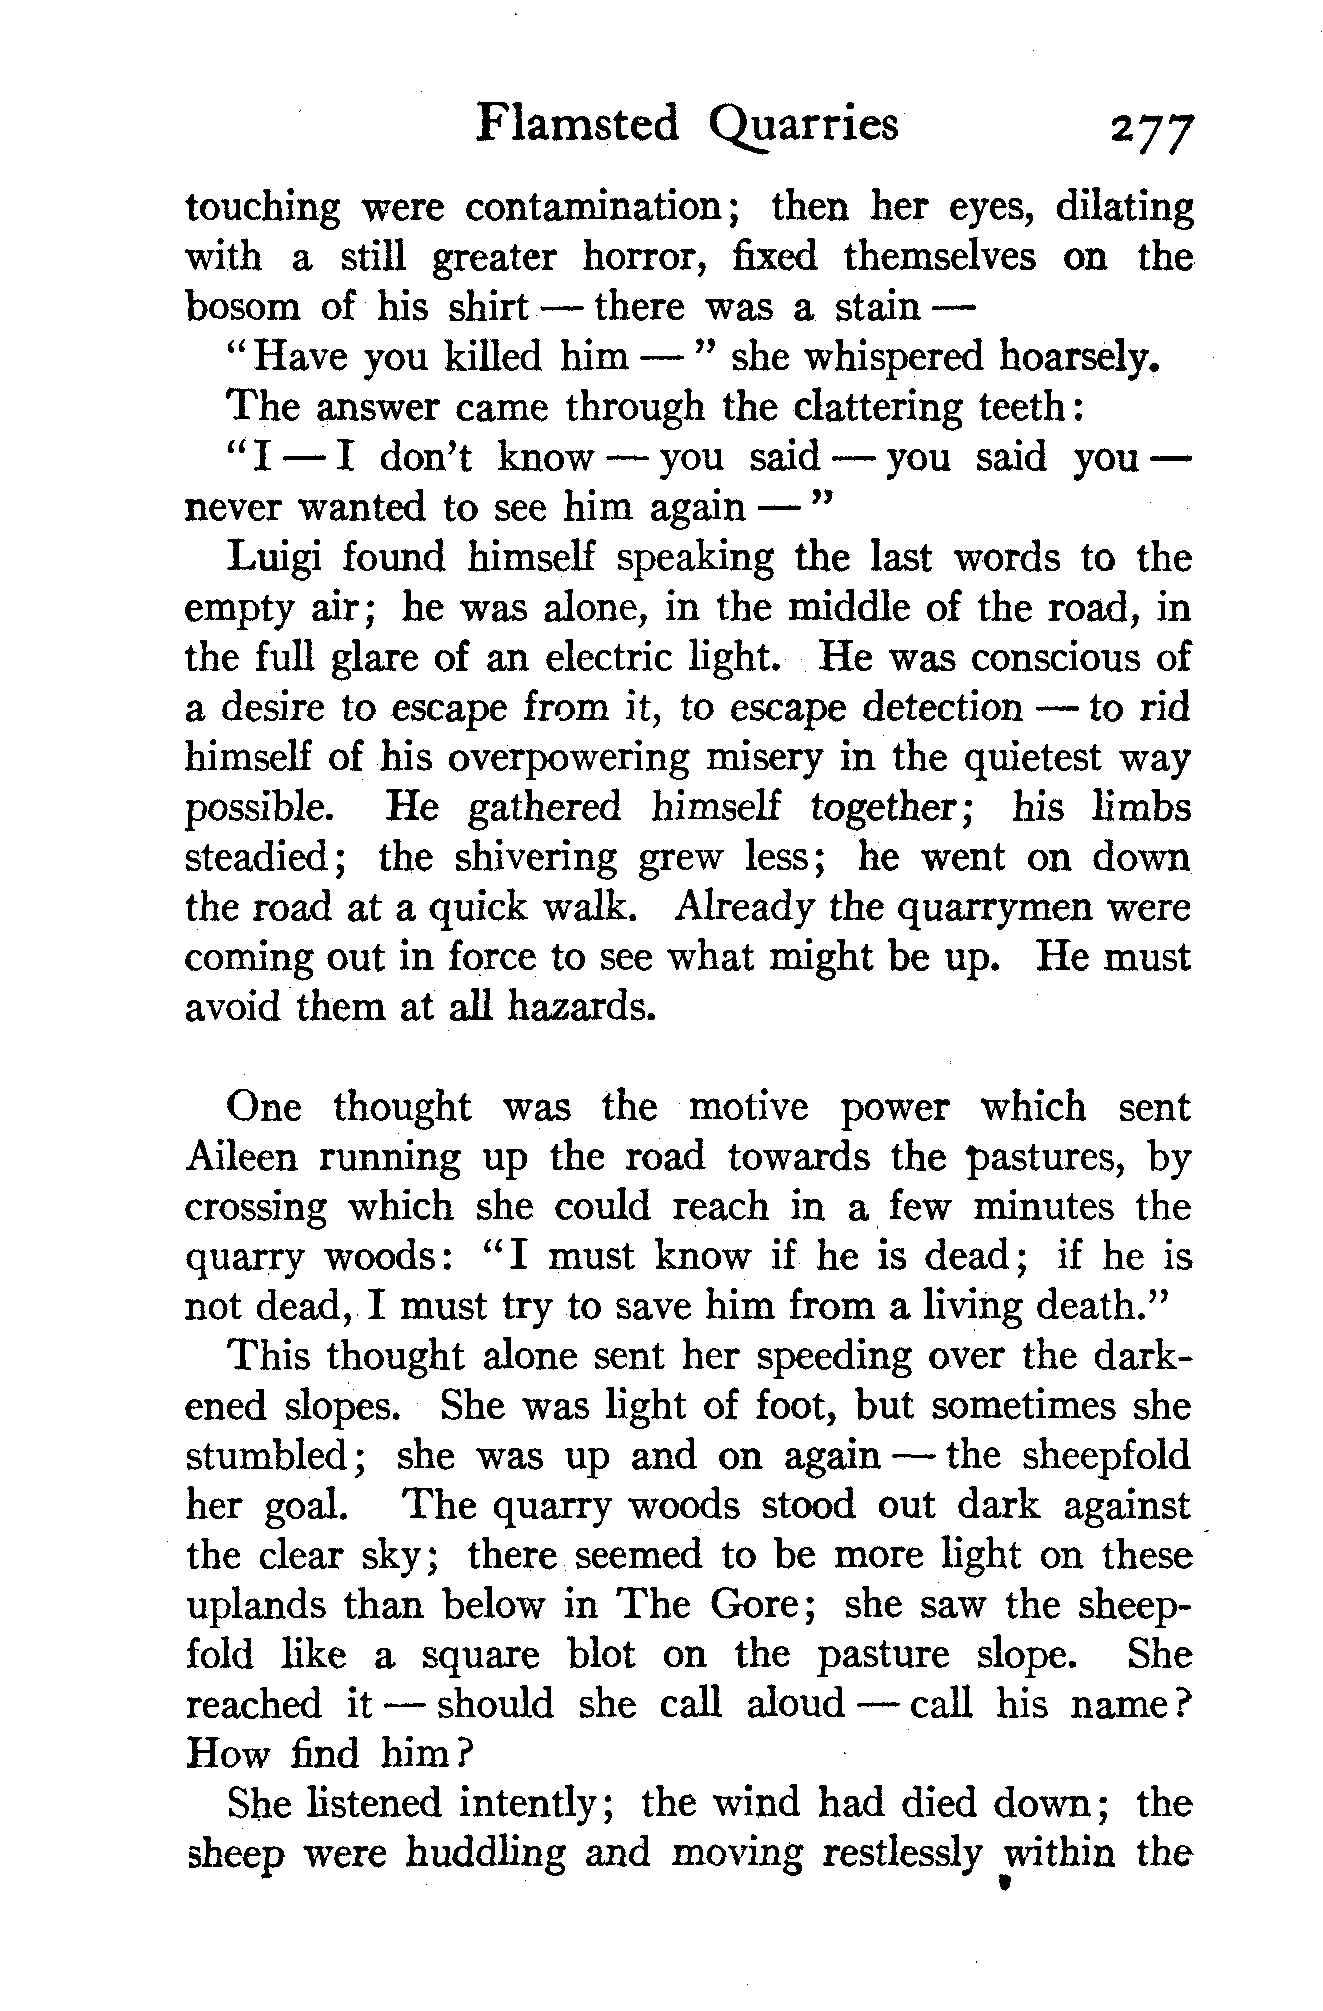 Flamsted Quarries 277
touching were contamination; then her eyes, dilating
with a still greater horror, fixed themselves on the
bosom of his shirt — there was a stain —
"Have you killed him — " she whispered hoarsely.
The answer came through the clattering teeth:
"I — I don't know — you said — you said you —
never wanted to see him again — "
Luigi found himself speaking the last words to the
empty air; he was alone, in the middle of the road, in
the full glare of an electric light. He was conscious of
a desire to escape from it, to escape detection — to rid
himself of his overpowering misery in the quietest way
possible. He gathered himself together; his limbs
steadied; the shivering grew less; he went on down
the road at a quick walk. Already the quarrymen were
coming out in force to see what might be up. He must
avoid them at all hazards.
One thought was the motive power which sent
Aileen running up the road towards the pastures, by
crossing which she could reach in a few minutes the
quarry woods: "I must know if he is dead; if he is
not dead, I must try to save him from a living death."
This thought alone sent her speeding over the dark-
ened slopes. She was light of foot, but sometimes she
stumbled; she was up and on again — the sheepfold
her goal. The quarry woods stood out dark against
the clear sky; there seemed to be more light on these
uplands than below in The Gore; she saw the sheep-
fold like a square blot on the pasture slope. She
reached it — should she call aloud — call his name?
How find him?
She listened intently; the wind had died down; the
sheep were huddling and moving restlessly within the